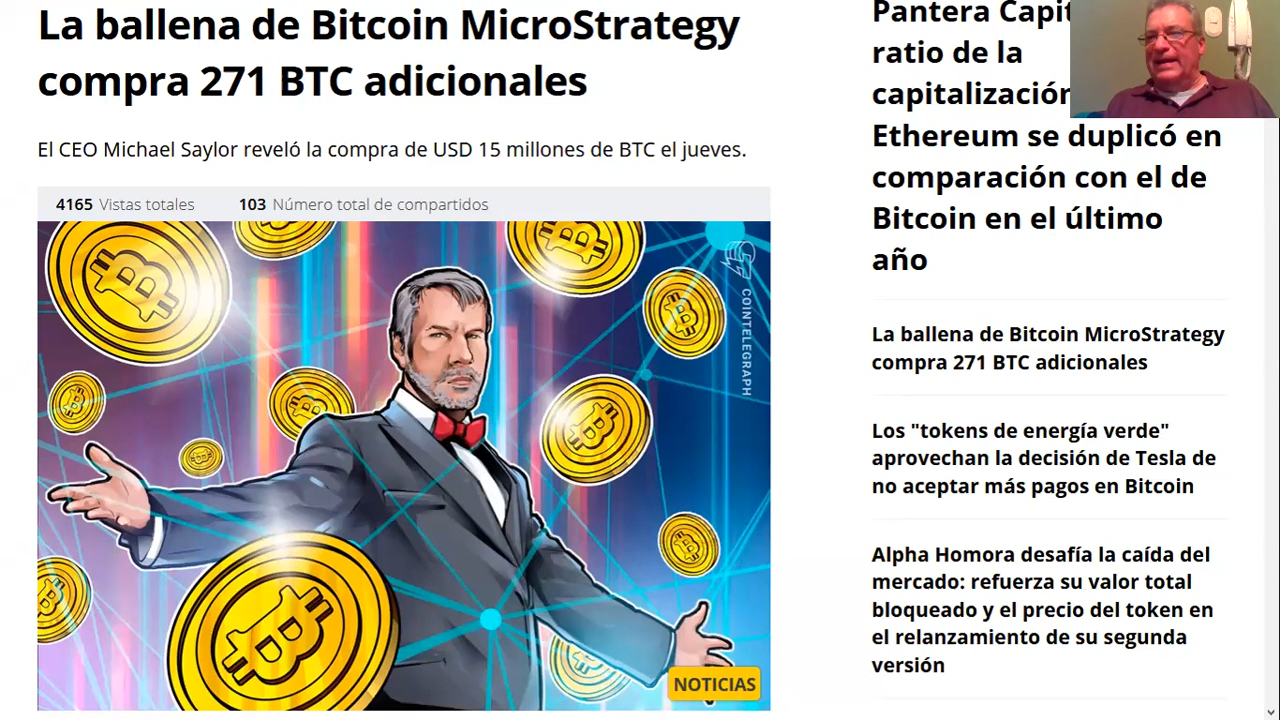 La ballena de Bitcoin MicroStrategy
compra 271 BTC adicionales
El CEO Michael Saylor reveló la compra de USD 15 millones de BTC el jueves.
4165 Vistas totales 103 Número total de compartidos
COINTELEGRAPH
NOTICIAS
Pantera Capi
ratio de la
capitalización
Ethereum se duplicó en
comparación con el de
Bitcoin en el último
año
La ballena de Bitcoin MicroStrategy
compra 271 BTC adicionales
Los "tokens de energía verde"
aprovechan la decisión de Tesla de
no aceptar más pagos en Bitcoin
Alpha Homora desafía la caída del
mercado: refuerza su valor total
bloqueado y el precio del token en
el relanzamiento de su segunda
versión